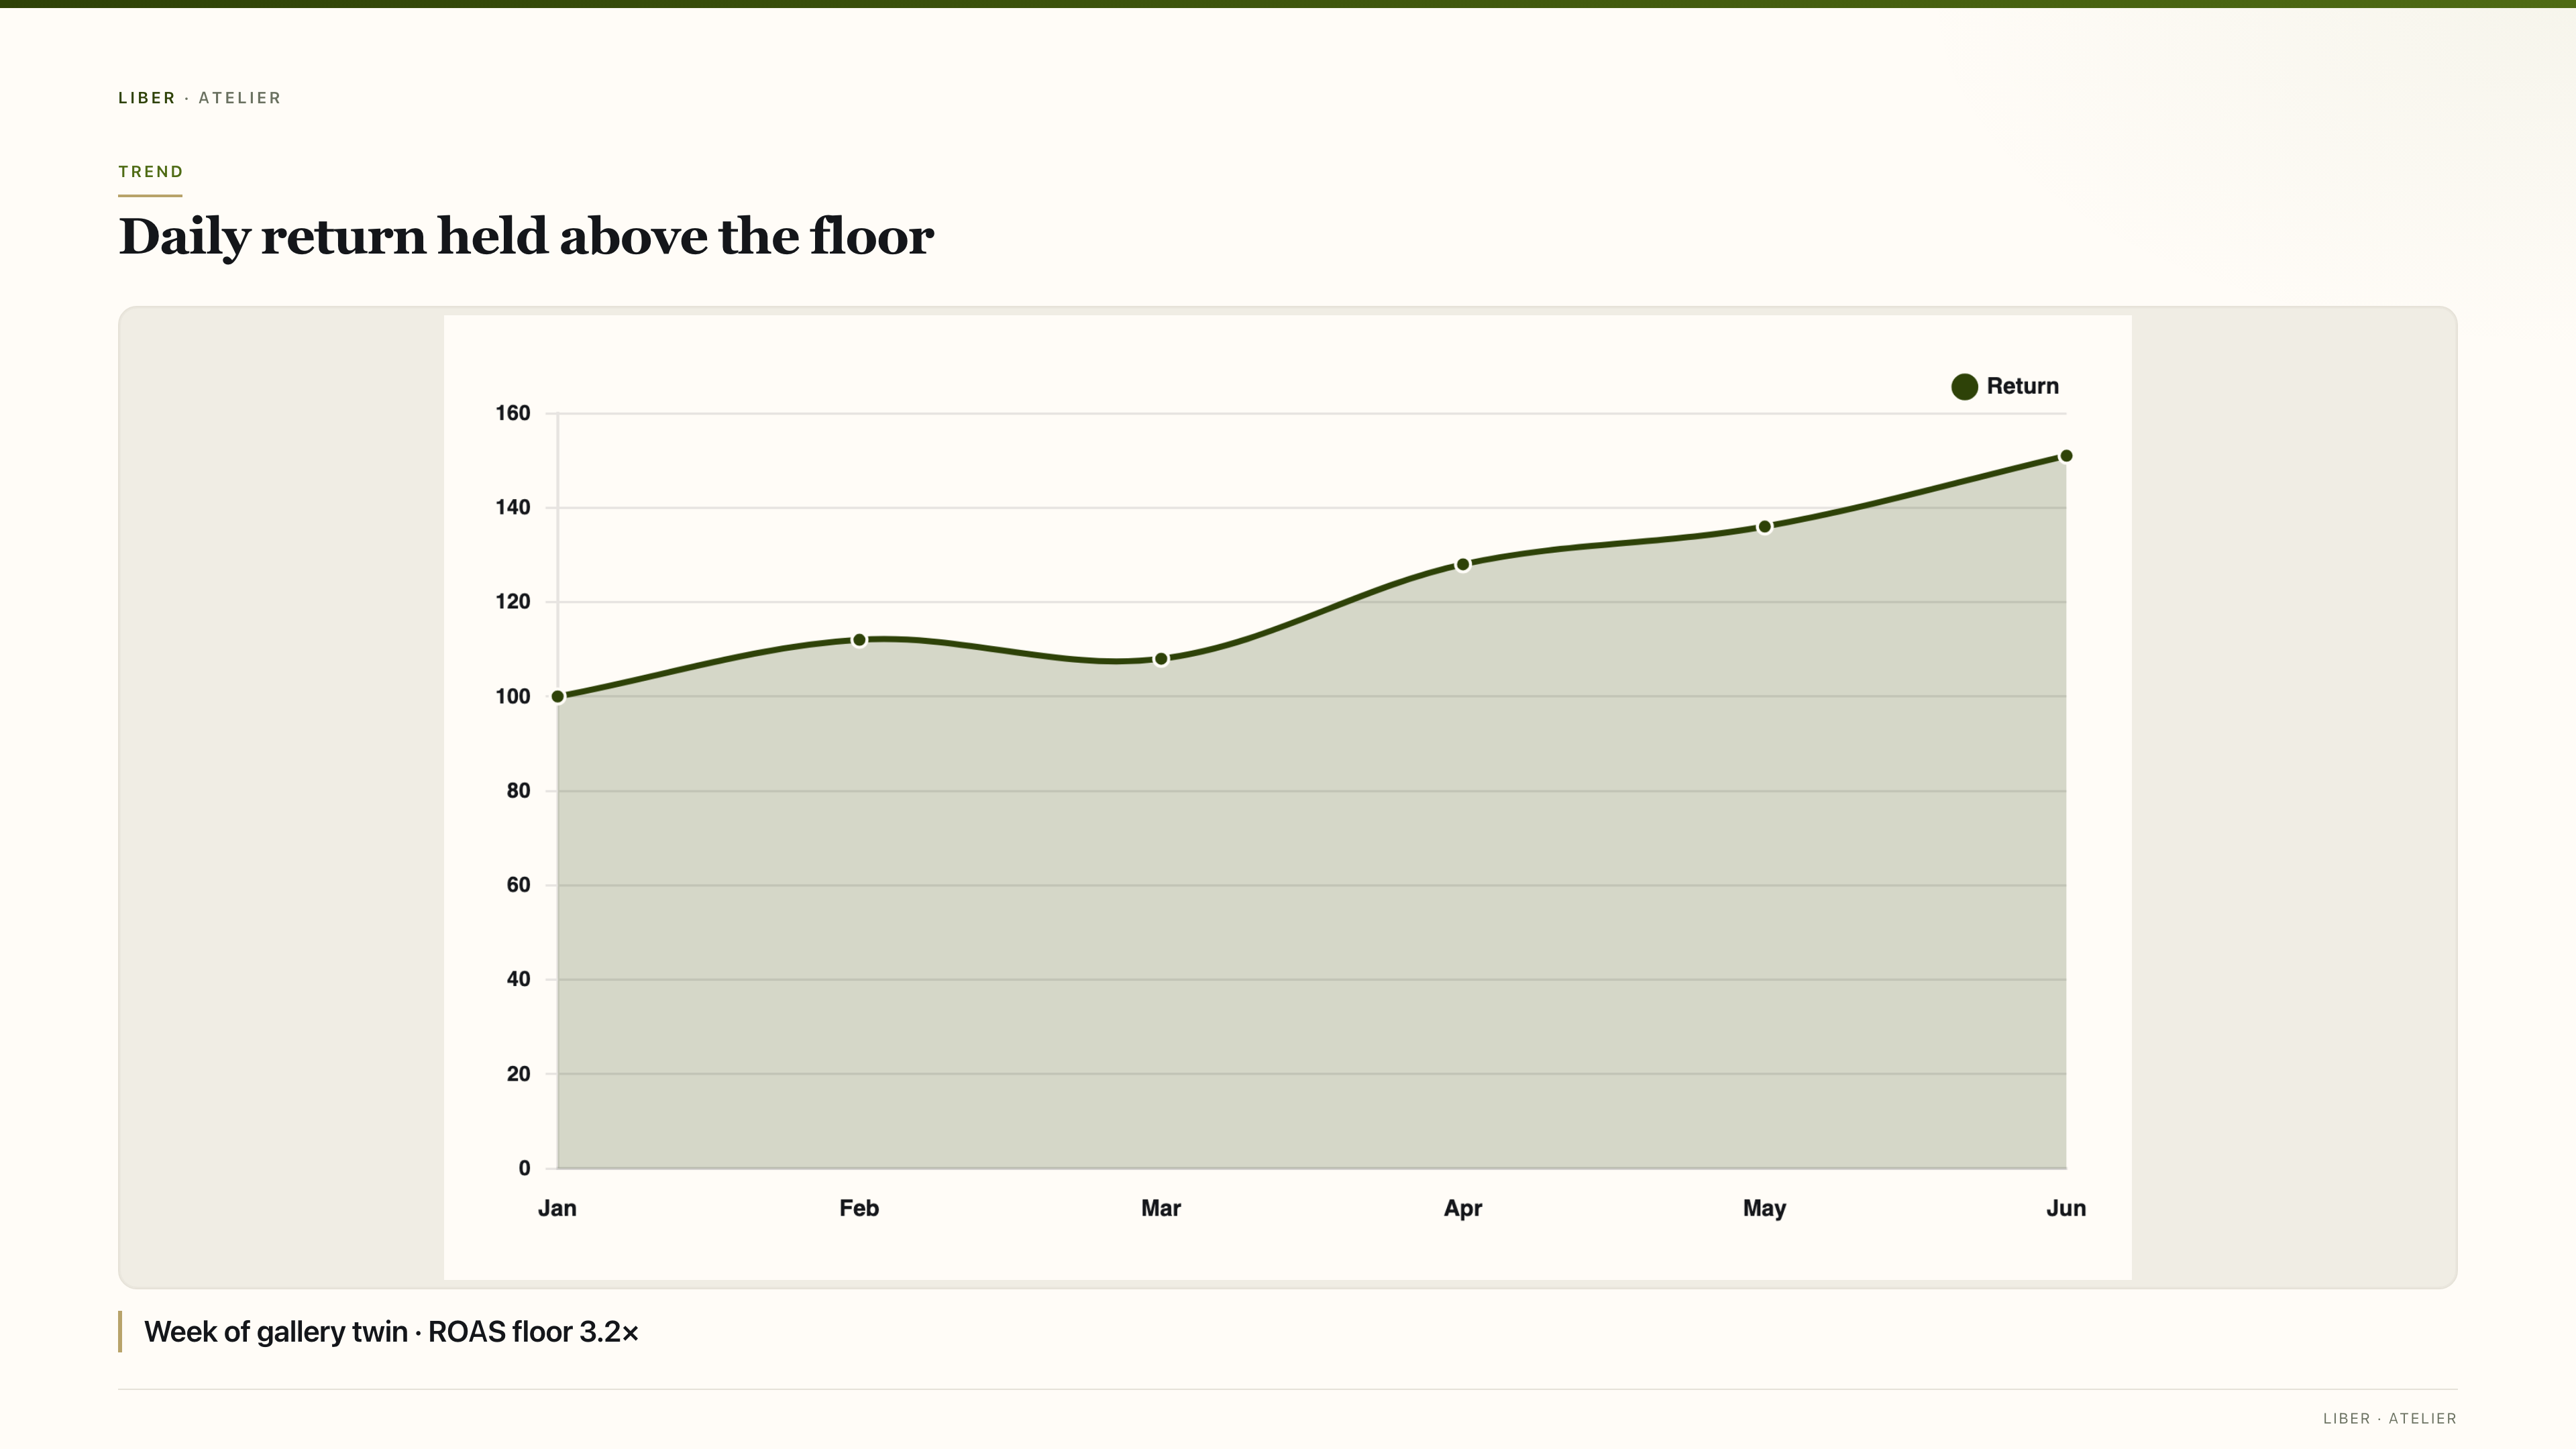 LIBER · ATELIER
TREND
Daily return held above the floor
Return
160
140
120
100
80
60
40
20
0
Jan Feb Mar Apr May Jun
Week of gallery twin · ROAS floor 3.2×
LIBER · ATELIER